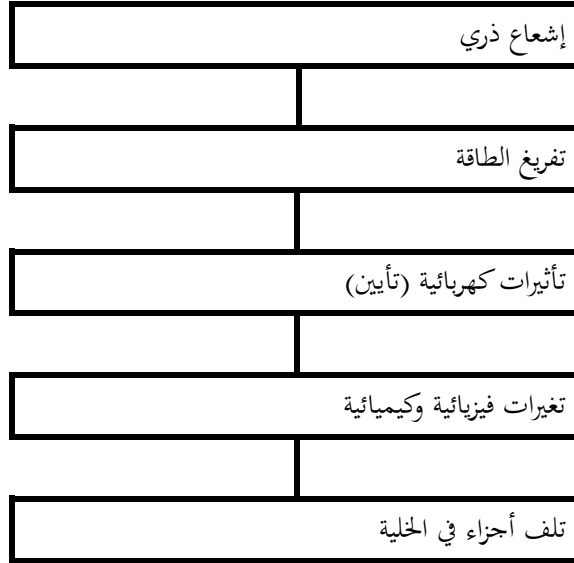 إشعاع ذري
تفريغ الطاقة
تأثيرات كهربائية (تأيين)
تغيرات فيزيائية وكيميائية
تلف أجزاء في الخلية